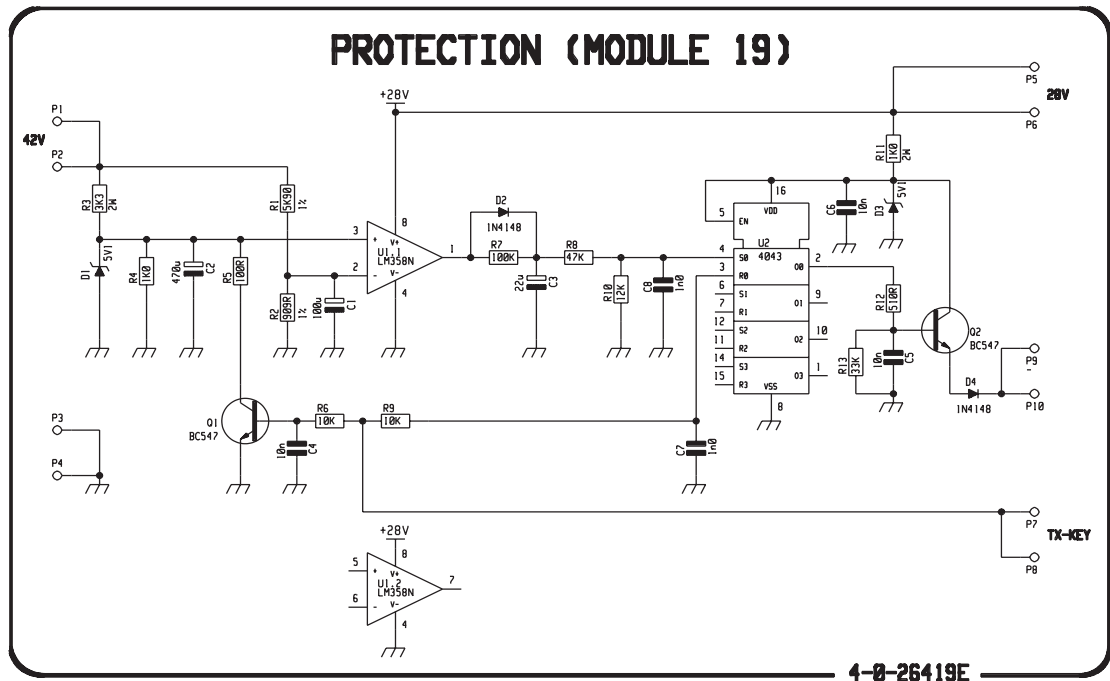 PROTECTION (MODULE 19)
+28V
P5
28V
P6
P1
42V
P2
R3
3K3
2W
R1
5K90
1%
R11
1K0
2W
D1
5V1
R4
1K0
470u
C2
R5
100R
R2
909R
1%
100u
C1
3
+
8
V+
U1.1
LM358N
2
-
V-
4
1
D2
1N4148
R7
100K
R8
47K
22u
C3
R10
12K
C8
1n0
5
EN
16
VDD
U2
4043
4
S0
3
R0
6
S1
7
R1
12
S2
11
R2
14
S3
15
R3
O0
2
O1
9
O2
10
O3
1
VSS
8
C6
10n
D3
5V1
R12
510R
R13
33K
10n
C5
Q2
BC547
D4
1N4148
P9
-
P10
Q1
BC547
10n
C4
R6
10K
R9
10K
C7
1n0
P3
P4
P7
TX-KEY
P8
+28V
5
+
8
V+
U1.2
LM358N
6
-
V-
4
7
4-0-26419E